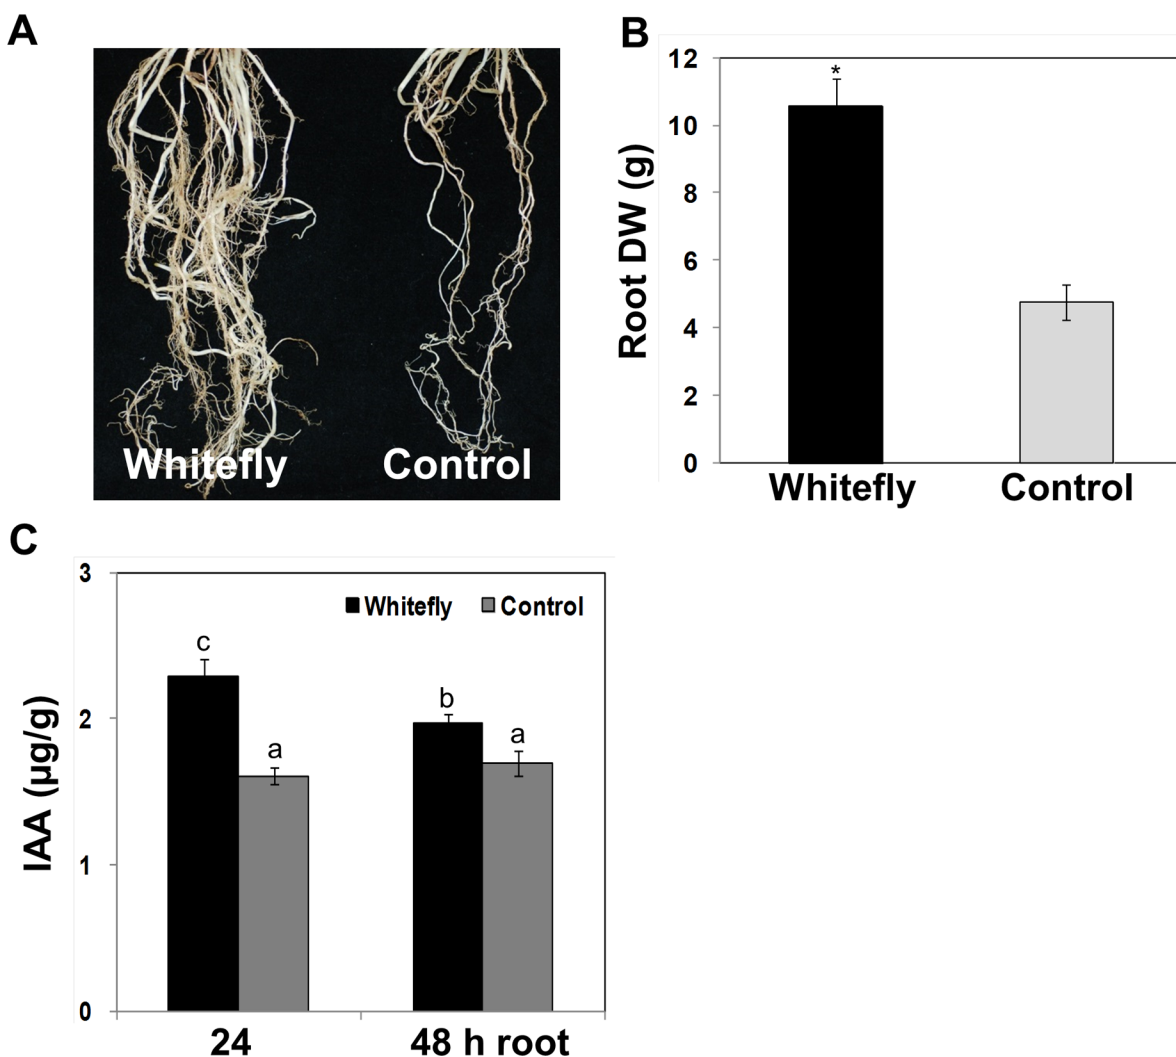 A
Whitefly Control
B
Root DW (g)
12
10
8
6
4
2
0
*
Whitefly Control
C
IAA (µg/g)
3
2
1
0
Whitefly Control
c
a
b
a
24 48 h root